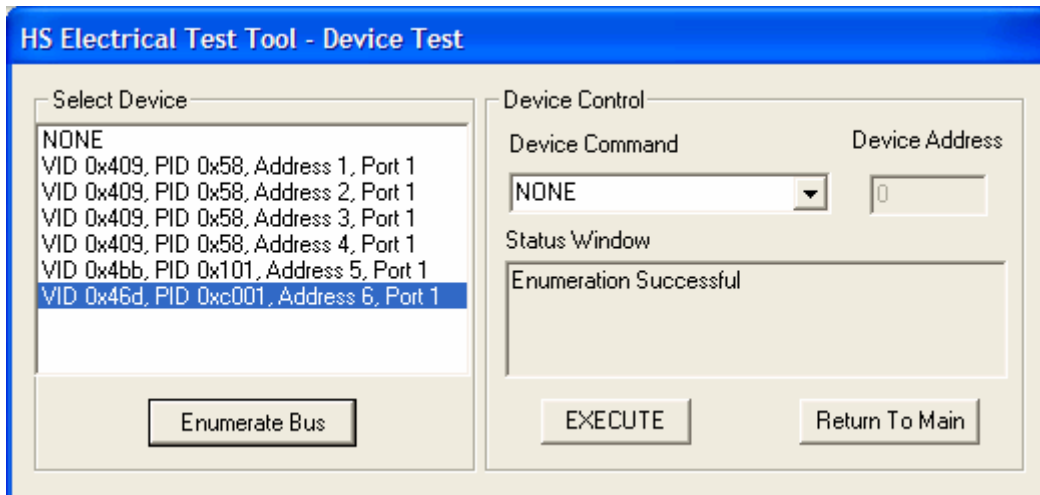 HS Electrical Test Tool - Device Test
Select Device
NONE
VID 0x409, PID 0x58, Address 1, Port 1
VID 0x409, PID 0x58, Address 2, Port 1
VID 0x409, PID 0x58, Address 3, Port 1
VID 0x409, PID 0x58, Address 4, Port 1
VID 0x4bb, PID 0x101, Address 5, Port 1
VID 0x46d, PID 0xc001, Address 6, Port 1
Enumerate Bus
Device Control
Device Command
Device Address
NONE
0
Status Window
Enumeration Successful
EXECUTE
Return To Main